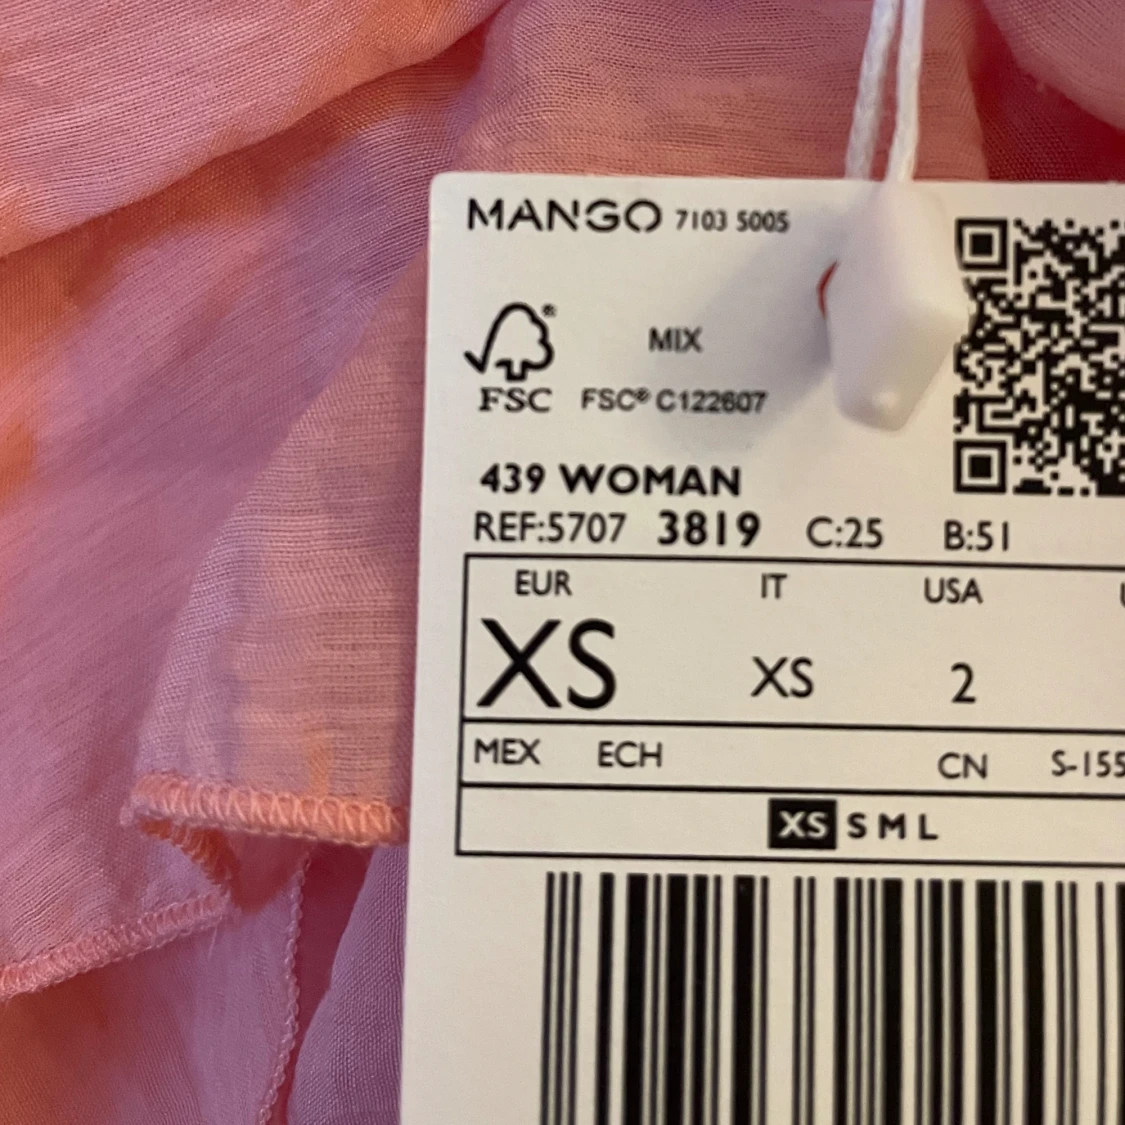 MANGO 7103 5005
MIX
FSC® FSC® C122607
439 WOMAN
REF:5707 3819 C:25 B:51
EUR IT USA
XS XS 2
MEX ECH CN S-155
XS S M L